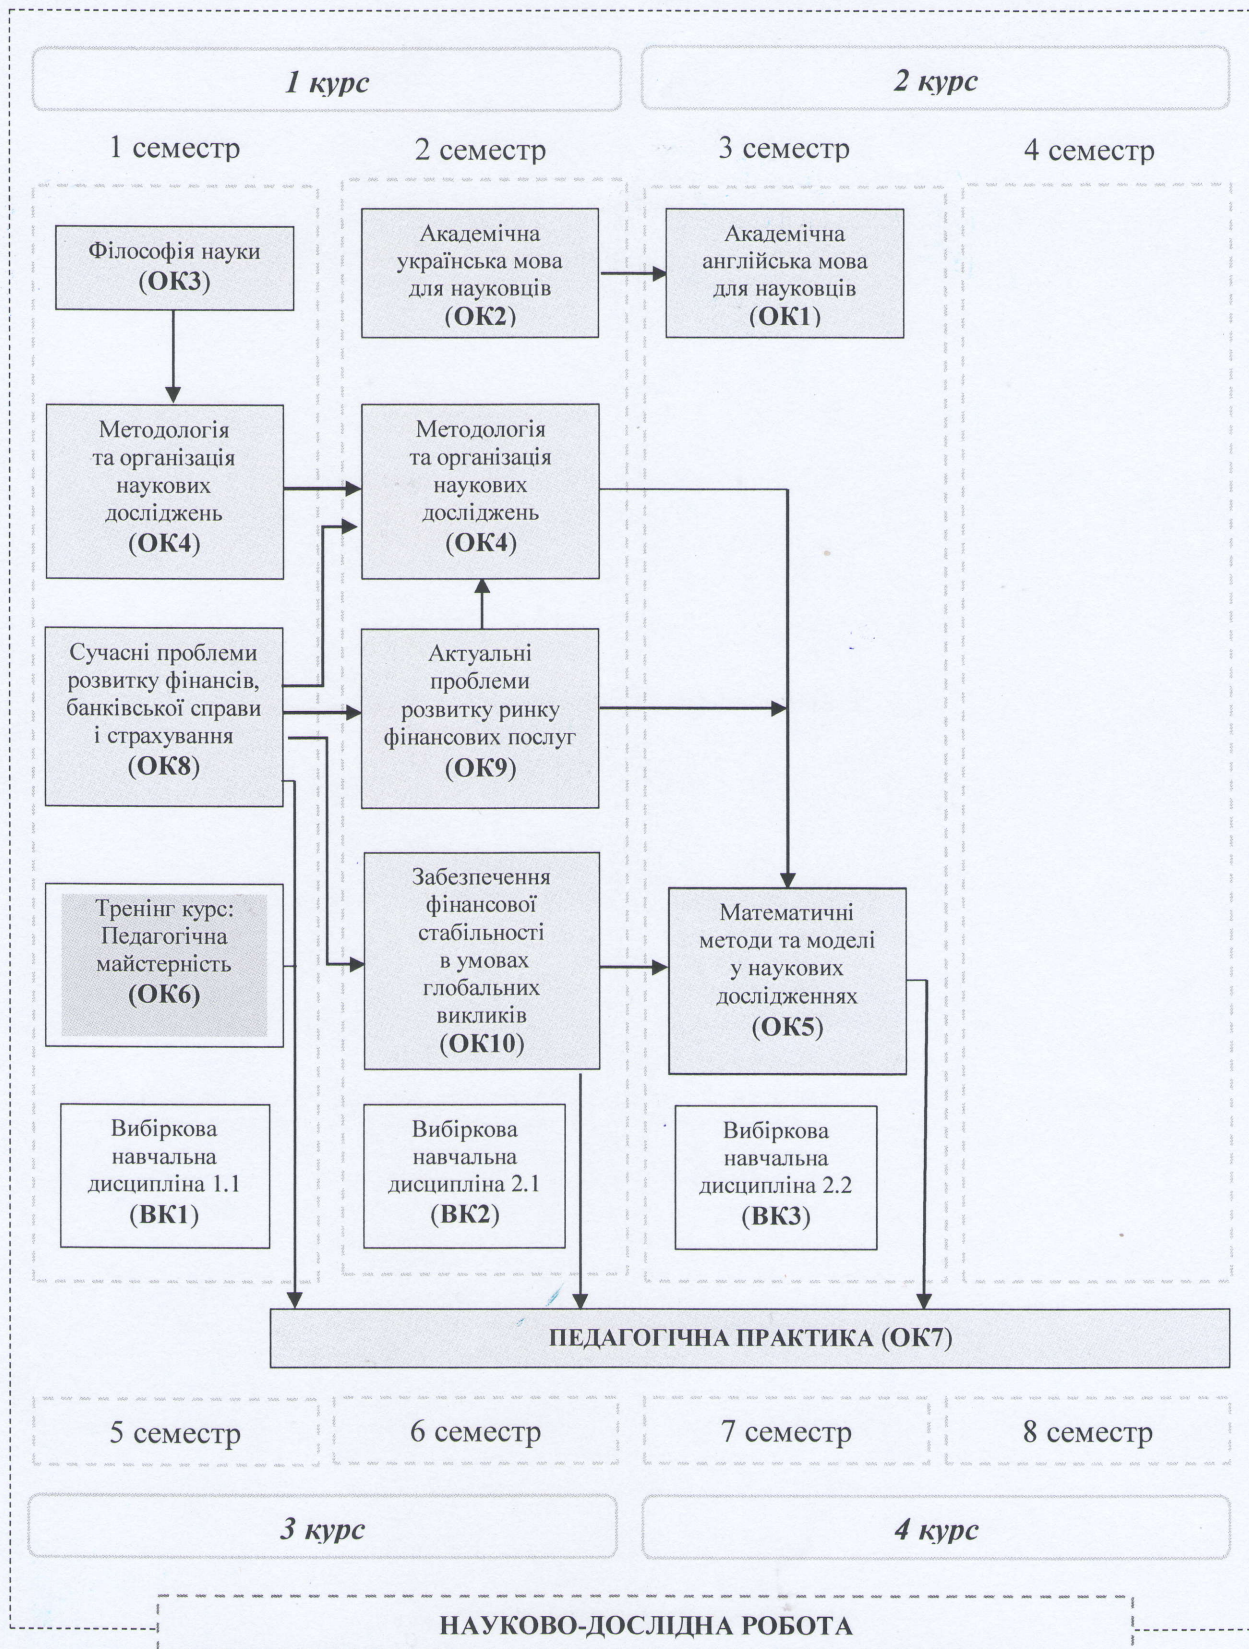 1 курс
2 курс
1 семестр
2 семестр
3 семестр
4 семестр
Філософія науки
(ОК3)
Академічна
українська мова
для науковців
(ОК2)
Академічна
англійська мова
для науковців
(ОК1)
Методологія
та організація
наукових
досліджень
(ОК4)
Методологія
та організація
наукових
досліджень
(ОК4)
Сучасні проблеми
розвитку фінансів,
банківської справи
і страхування
(ОК8)
Актуальні
проблеми
розвитку ринку
фінансових послуг
(ОК9)
Тренінг курс:
Педагогічна
майстерність
(ОК6)
Забезпечення
фінансової
стабільності
в умовах
глобальних
викликів
(ОК10)
Математичні
методи та моделі
у наукових
дослідженнях
(ОК5)
Вибіркова
навчальна
дисципліна 1.1
(ВК1)
Вибіркова
навчальна
дисципліна 2.1
(ВК2)
Вибіркова
навчальна
дисципліна 2.2
(ВК3)
ПЕДАГОГІЧНА ПРАКТИКА (ОК7)
5 семестр
6 семестр
7 семестр
8 семестр
3 курс
4 курс
НАУКОВО-ДОСЛІДНА РОБОТА